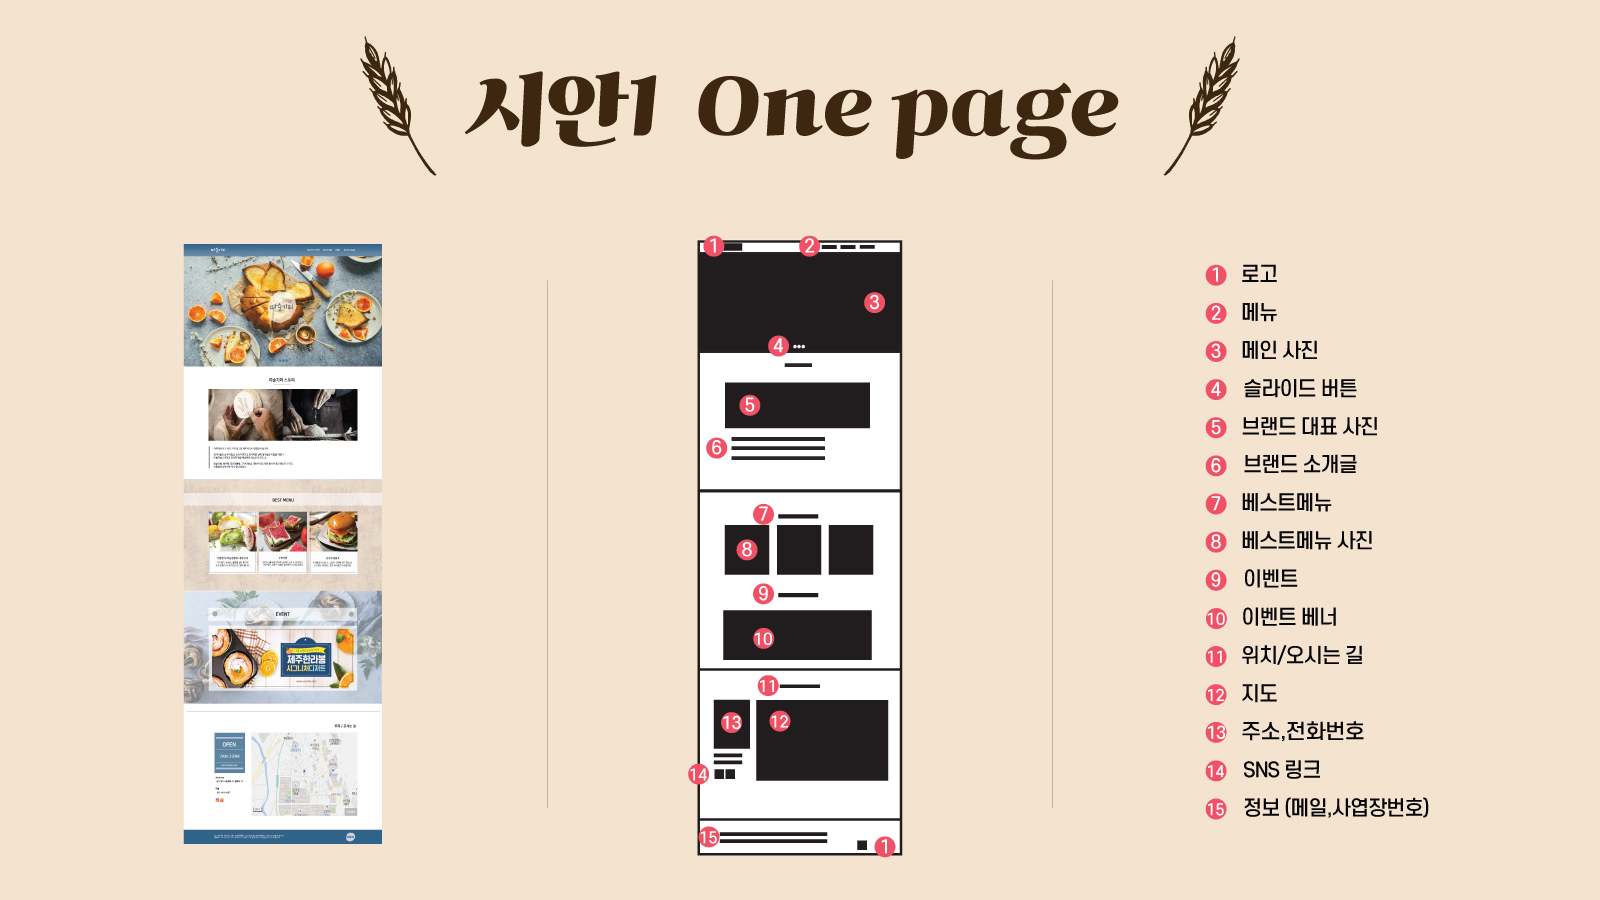 시안1 One page
BEST MENU
EVENT
제주한라봉
시그니처디저트
OPEN
1
2
3
4
5
6
7
8
9
10
11
13
12
14
15
1
1 로고
2 메뉴
3 메인 사진
4 슬라이드 버튼
5 브랜드 대표 사진
6 브랜드 소개글
7 베스트메뉴
8 베스트메뉴 사진
9 이벤트
10 이벤트 베너
11 위치/오시는 길
12 지도
13 주소,전화번호
14 SNS 링크
15 정보 (메일,사엽장번호)